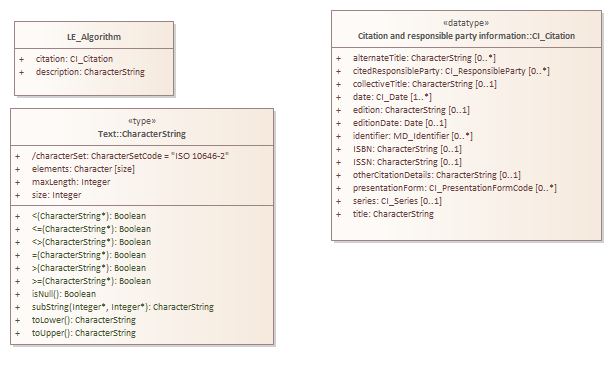 LE_Algorithm
+ citation: CI_Citation
+ description: CharacterString
«type»
Text::CharacterString
+ /characterSet: CharacterSetCode = "ISO 10646-2"
+ elements: Character [size]
+ maxLength: Integer
+ size: Integer
+ <(CharacterString*): Boolean
+ <=(CharacterString*): Boolean
+ <>(CharacterString*): Boolean
+ =(CharacterString*): Boolean
+ >(CharacterString*): Boolean
+ >=(CharacterString*): Boolean
+ isNull(): Boolean
+ subString(Integer*, Integer*): CharacterString
+ toLower(): CharacterString
+ toUpper(): CharacterString
«datatype»
Citation and responsible party information::CI_Citation
+ alternateTitle: CharacterString [0..*]
+ citedResponsibleParty: CI_ResponsibleParty [0..*]
+ collectiveTitle: CharacterString [0..1]
+ date: CI_Date [1..*]
+ edition: CharacterString [0..1]
+ editionDate: Date [0..1]
+ identifier: MD_Identifier [0..*]
+ ISBN: CharacterString [0..1]
+ ISSN: CharacterString [0..1]
+ otherCitationDetails: CharacterString [0..1]
+ presentationForm: CI_PresentationFormCode [0..*]
+ series: CI_Series [0..1]
+ title: CharacterString